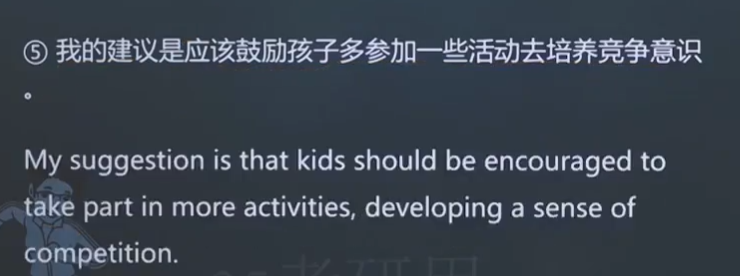 ⑤ 我的建议是应该鼓励孩子多参加一些活动去培养竞争意识
。
My suggestion is that kids should be encouraged to
take part in more activities, developing a sense of
competition.